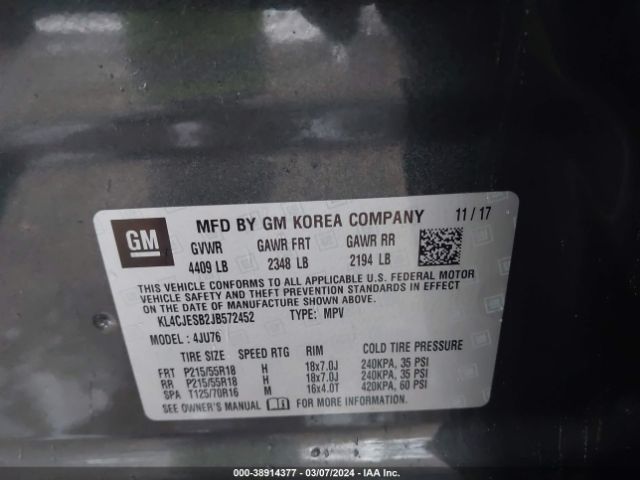 GM
MFD BY GM KOREA COMPANY 11/17
GVWR GAWR FRT GAWR RR
4409 LB 2348 LB 2194 LB
THIS VEHICLE CONFORMS TO ALL APPLICABLE U.S. FEDERAL MOTOR
VEHICLE SAFETY AND THEFT PREVENTION STANDARDS IN EFFECT
ON THE DATE OF MANUFACTURE SHOWN ABOVE.
KL4CJESB2JB572452 TYPE: MPV
MODEL: 4JU76
TIRE SIZE SPEED RTG RIM COLD TIRE PRESSURE
FRT P215/55R18 H 18x7.0J 240KPA, 35 PSI
RR P215/55R18 H 18x7.0J 240KPA, 35 PSI
SPA T125/70R16 M 16x4.0T 420KPA, 60 PSI
SEE OWNER'S MANUAL FOR MORE INFORMATION.
000-38914377 - 03/07/2024 - IAA Inc.